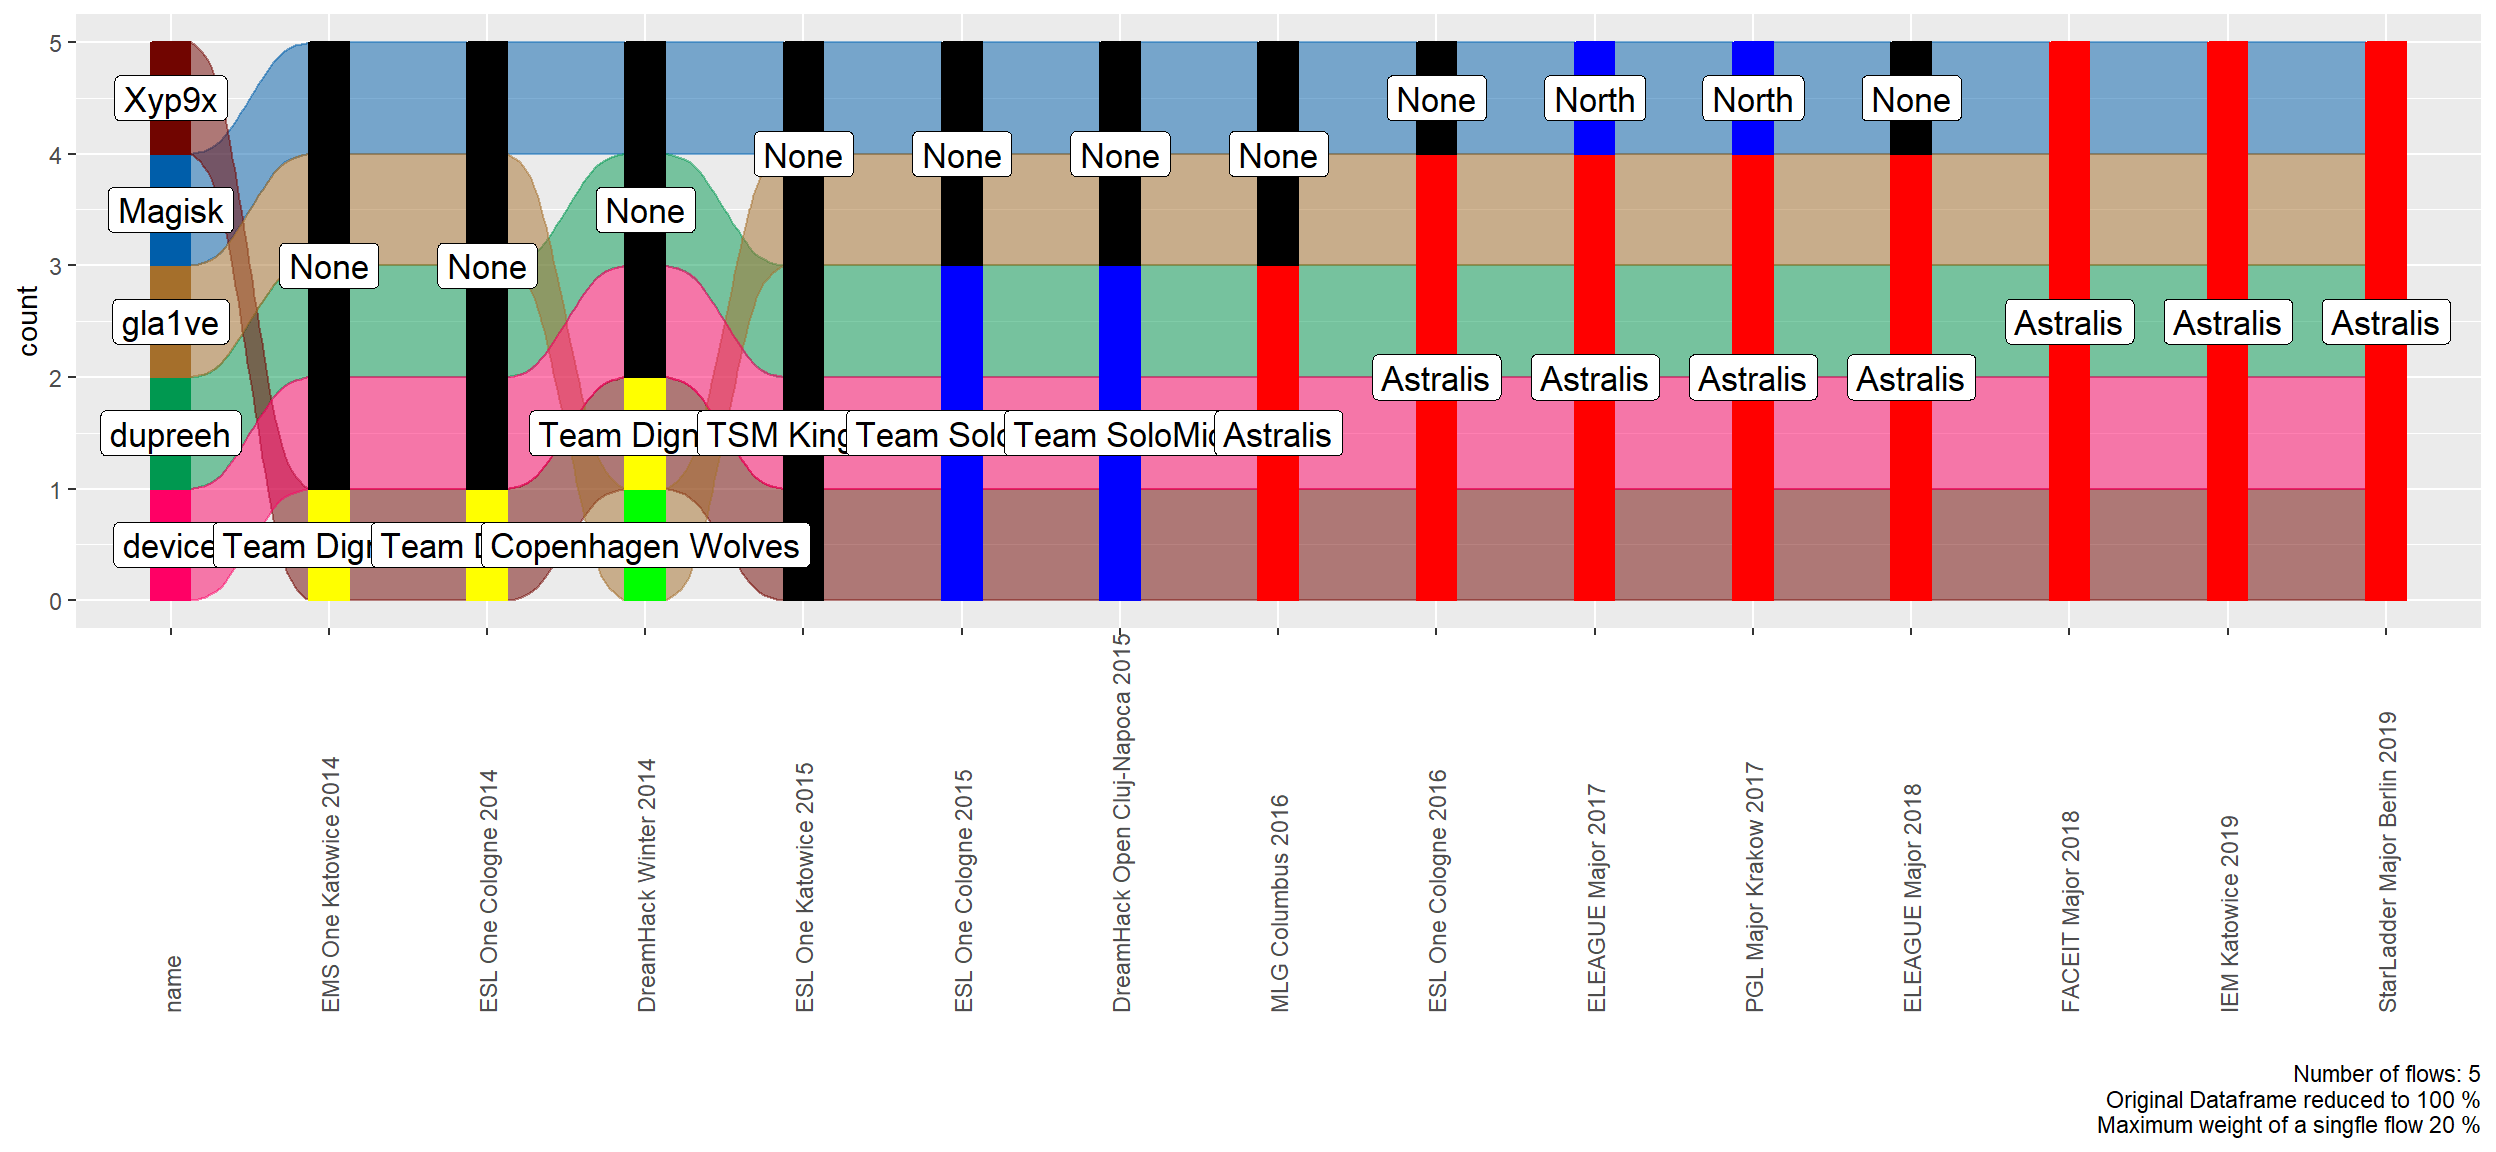 count
5
4
3
2
1
0
Xyp9x
Magisk
gla1ve
dupreeh
device
None
Team
None
Team
None
Team
Copenhagen Wolves
None
TSM
None
Team
None
Team
None
Astralis
None
Astralis
North
Astralis
North
Astralis
None
Astralis
Astralis
Astralis
Astralis
name
EMS One Katowice 2014
ESL One Cologne 2014
DreamHack Winter 2014
ESL One Katowice 2015
ESL One Cologne 2015
DreamHack Open Cluj-Napoca 2015
MLG Columbus 2016
ESL One Cologne 2016
ELEAGUE Major 2017
PGL Major Krakow 2017
ELEAGUE Major 2018
FACEIT Major 2018
IEM Katowice 2019
StarLadder Major Berlin 2019
Number of flows: 5
Original Dataframe reduced to 100 %
Maximum weight of a singfle flow 20 %